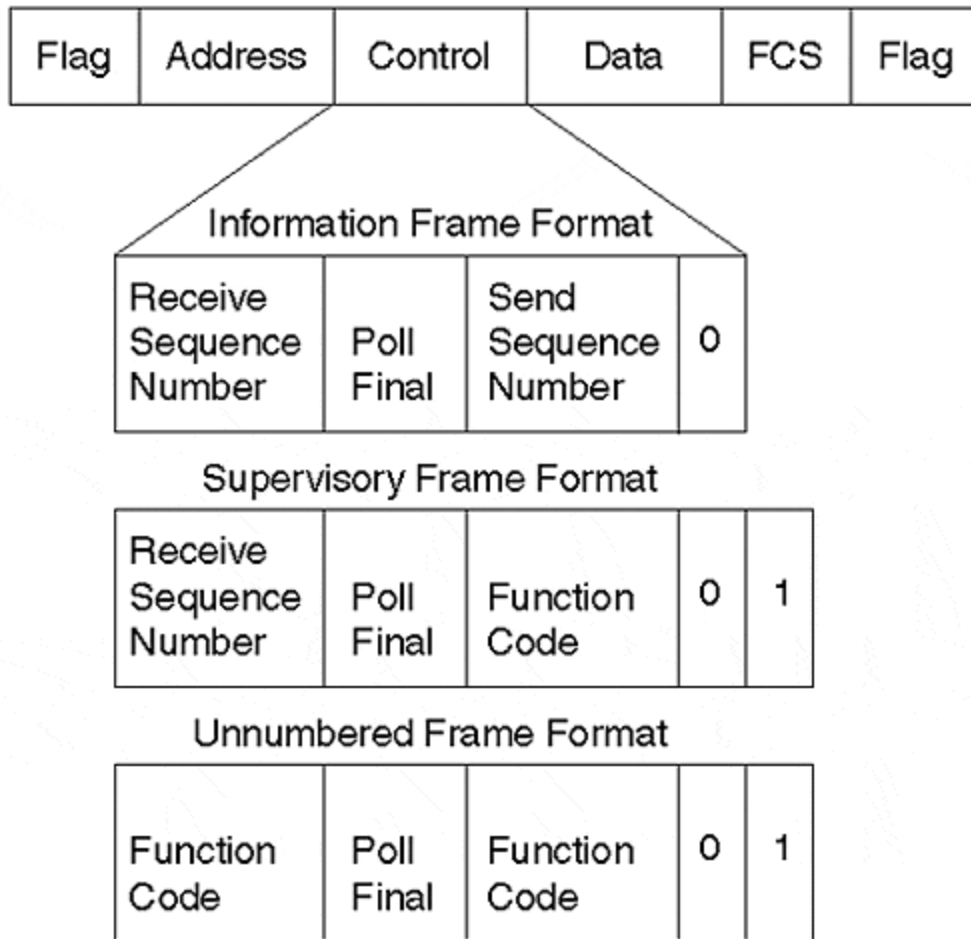 Flag Address Control Data FCS Flag
Information Frame Format
Receive Sequence Number
Poll Final
Send Sequence Number
0
Supervisory Frame Format
Receive Sequence Number
Poll Final
Function Code
0
1
Unnumbered Frame Format
Function Code
Poll Final
Function Code
0
1